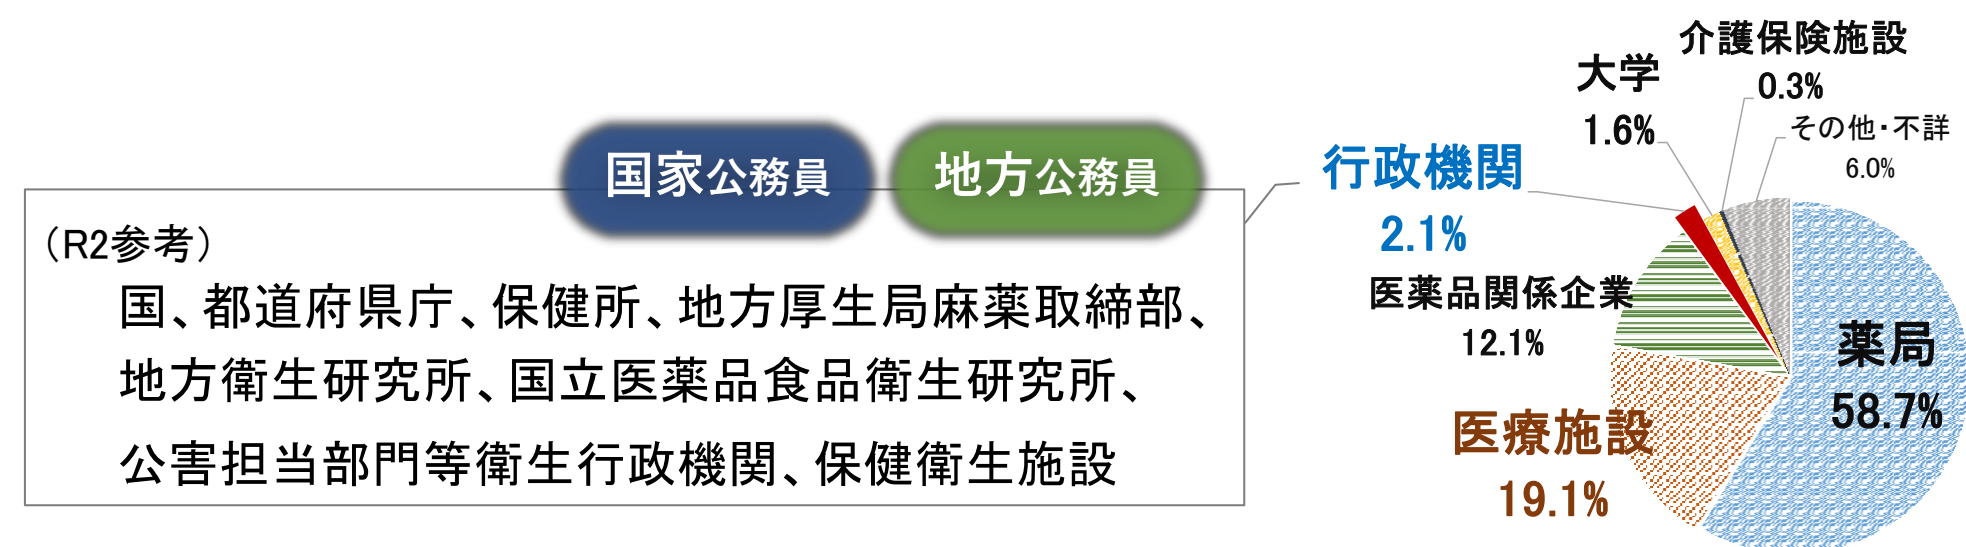 国家公務員
地方公務員
（R2参考）
国、都道府県庁、保健所、地方厚生局麻薬取締部、
地方衛生研究所、国立医薬品食品衛生研究所、
公害担当部門等衛生行政機関、保健衛生施設
介護保険施設
0.3%
大学
1.6%
その他・不詳
6.0%
行政機関
2.1%
医薬品関係企業
12.1%
薬局
58.7%
医療施設
19.1%